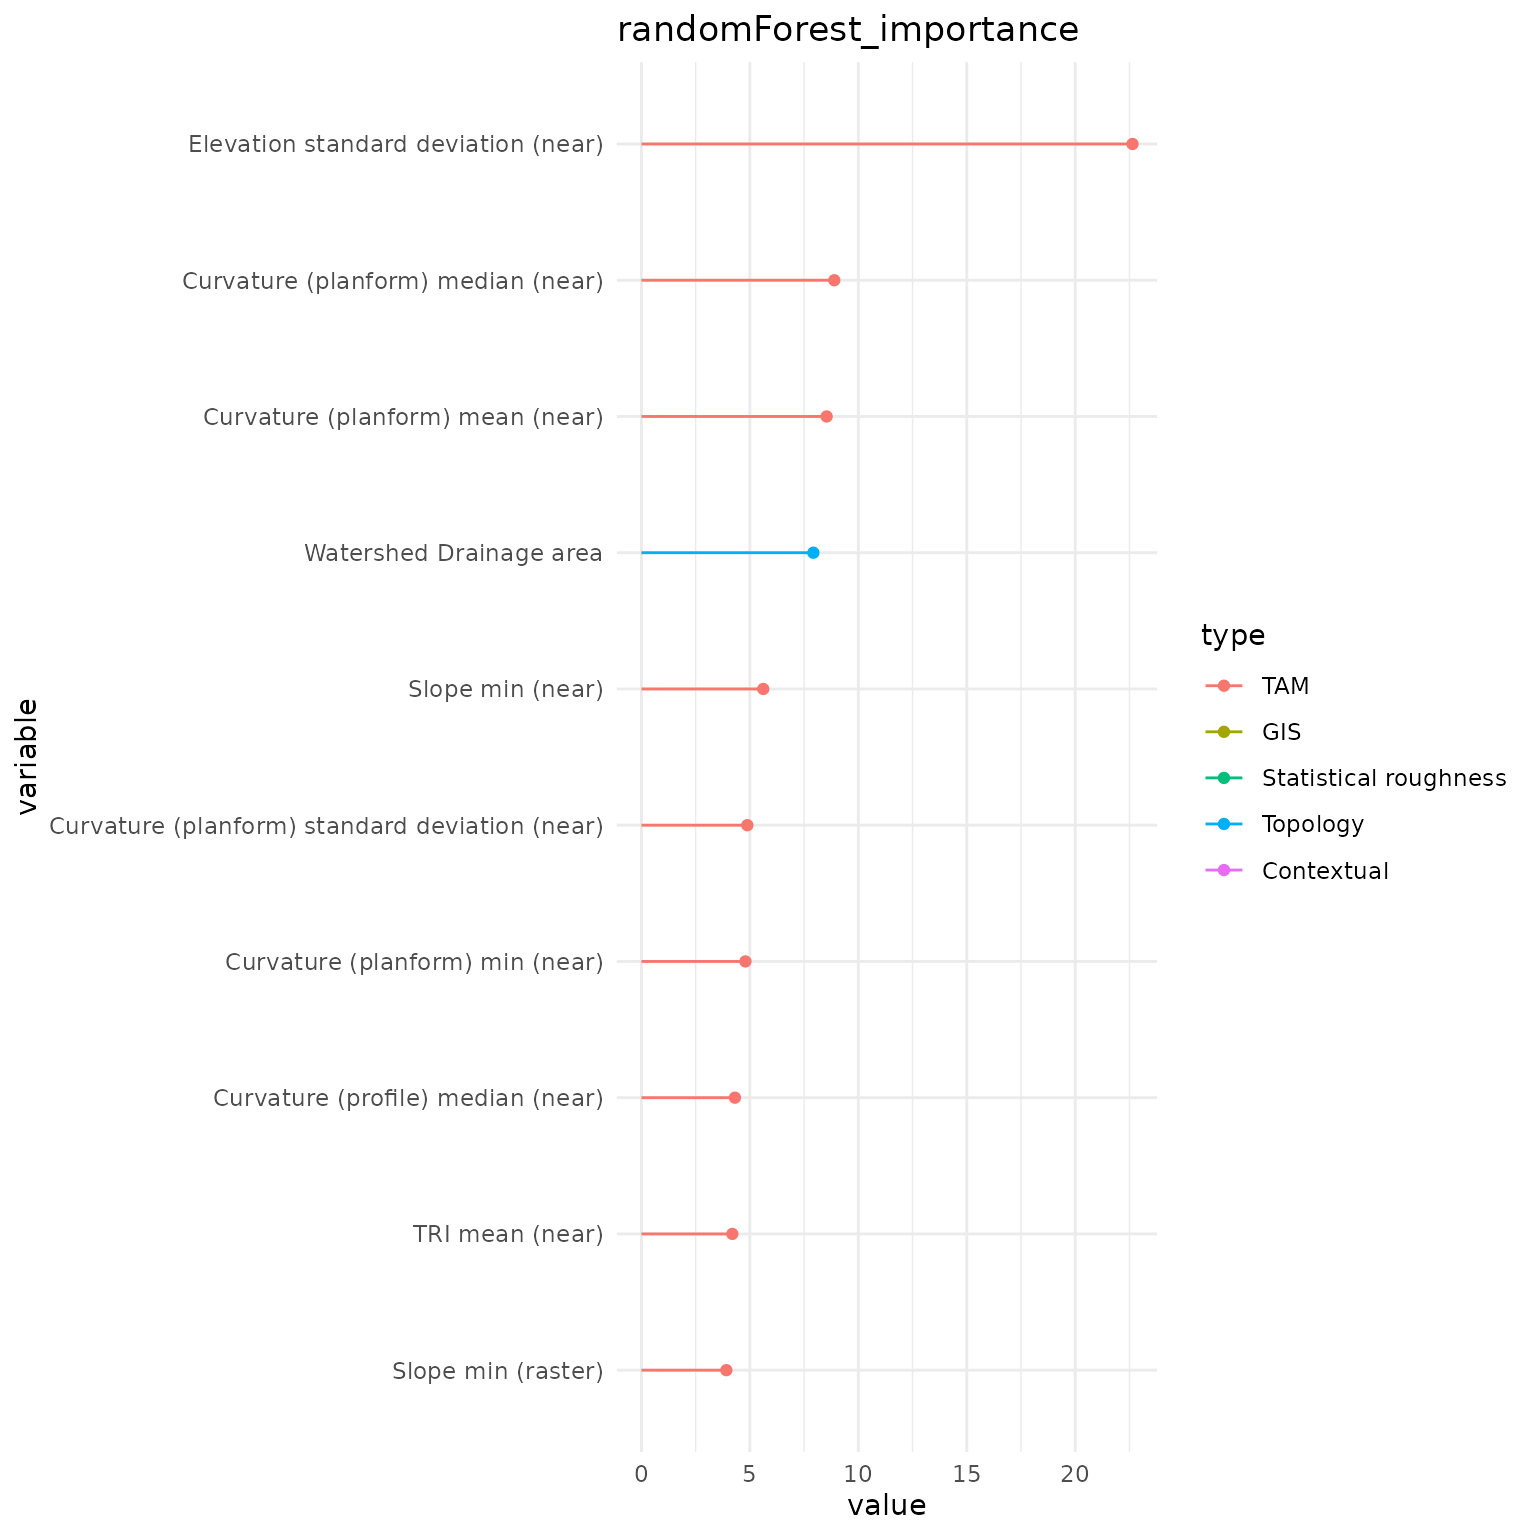 randomForest_importance
Elevation standard deviation (near)
Curvature (planform) median (near)
Curvature (planform) mean (near)
Watershed Drainage area
Slope min (near)
Curvature (planform) standard deviation (near)
Curvature (planform) min (near)
Curvature (profile) median (near)
TRI mean (near)
Slope min (raster)
variable
0 5 10 15 20
value
type
TAM
GIS
Statistical roughness
Topology
Contextual